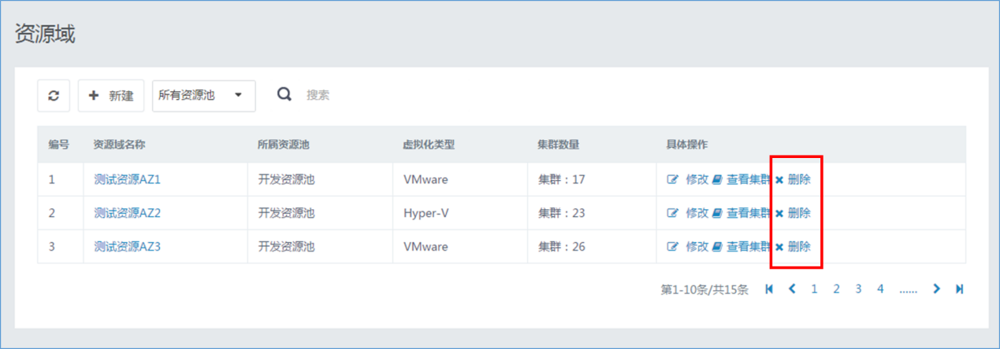 资源域
新建 所有资源池 搜索
编号 资源域名称 所属资源池 虚拟化类型 集群数量 具体操作
1 测试资源AZ1 开发资源池 VMware 集群：17 修改 查看集群 删除
2 测试资源AZ2 开发资源池 Hyper-V 集群：23 修改 查看集群 删除
3 测试资源AZ3 开发资源池 VMware 集群：26 修改 查看集群 删除
第1-10条/共15条 1 2 3 4 ......